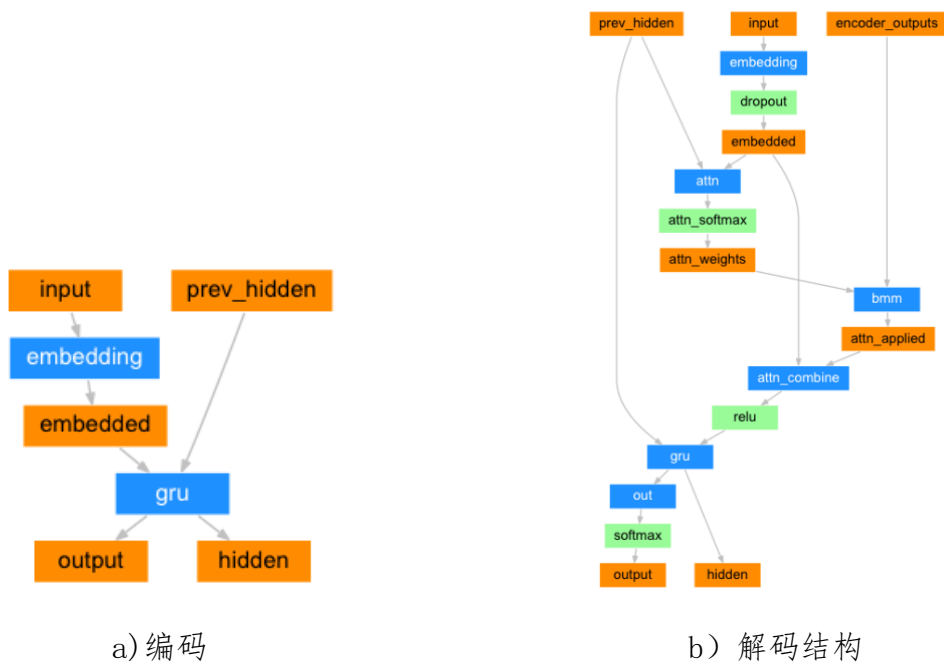 input
prev_hidden
embedding
embedded
gru
output
hidden
a)编码
prev_hidden
input
encoder_outputs
embedding
dropout
embedded
attn
attn_softmax
attn_weights
bmm
attn_applied
attn_combine
relu
gru
out
softmax
output
hidden
b）解码结构